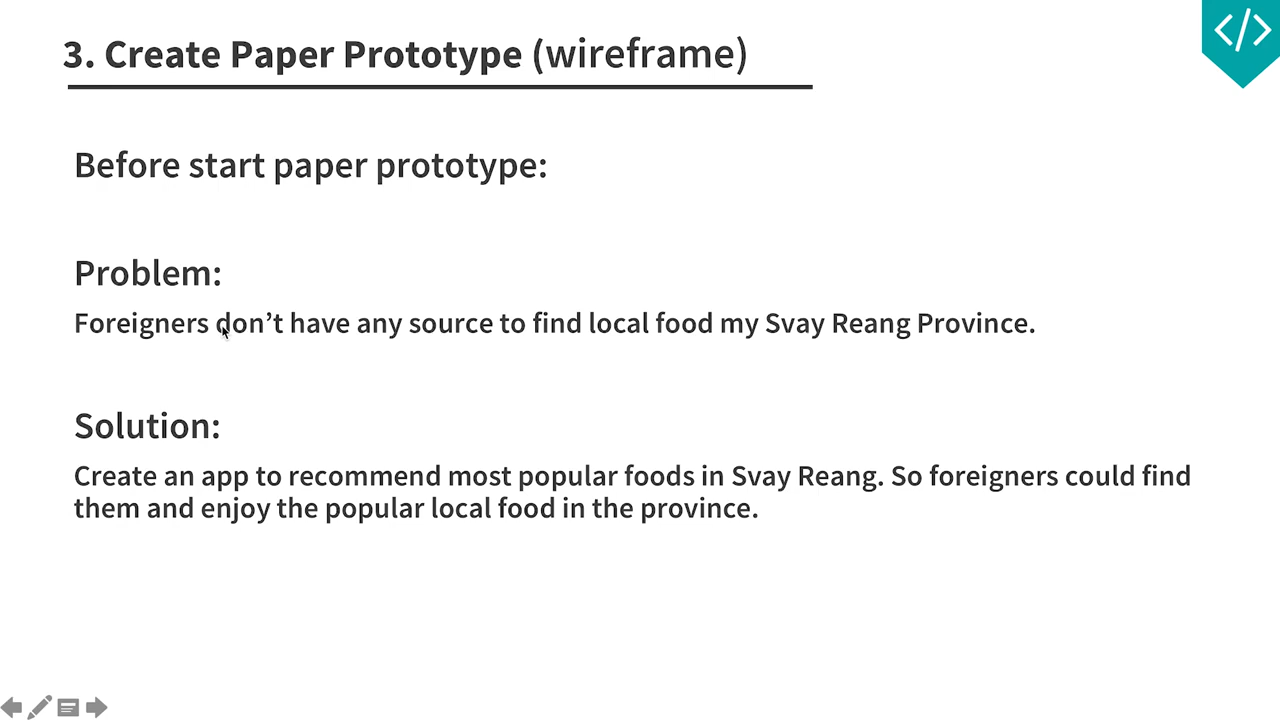 3. Create Paper Prototype (wireframe)
</>
Before start paper prototype:
Problem:
Foreigners don’t have any source to find local food my Svay Reang Province.
Solution:
Create an app to recommend most popular foods in Svay Reang. So foreigners could find
them and enjoy the popular local food in the province.